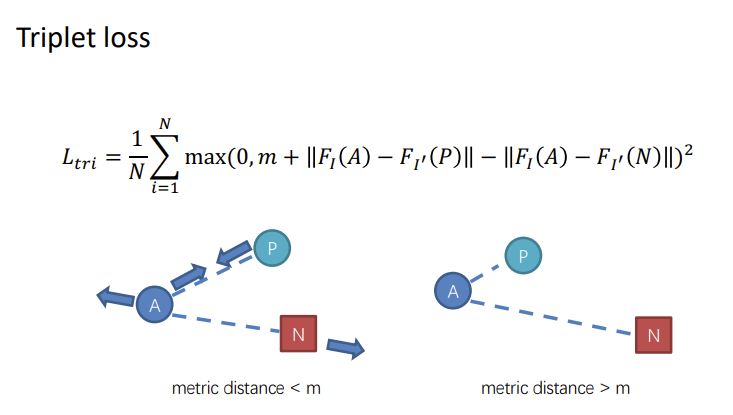 Triplet loss
L_{tri} = \frac{1}{N} \sum_{i=1}^{N} max(0, m + ‖F_I(A) − F_{I'}(P)‖ − ‖F_I(A) − F_{I'}(N)‖)^2
P
A
N
P
A
N
metric distance < m
metric distance > m